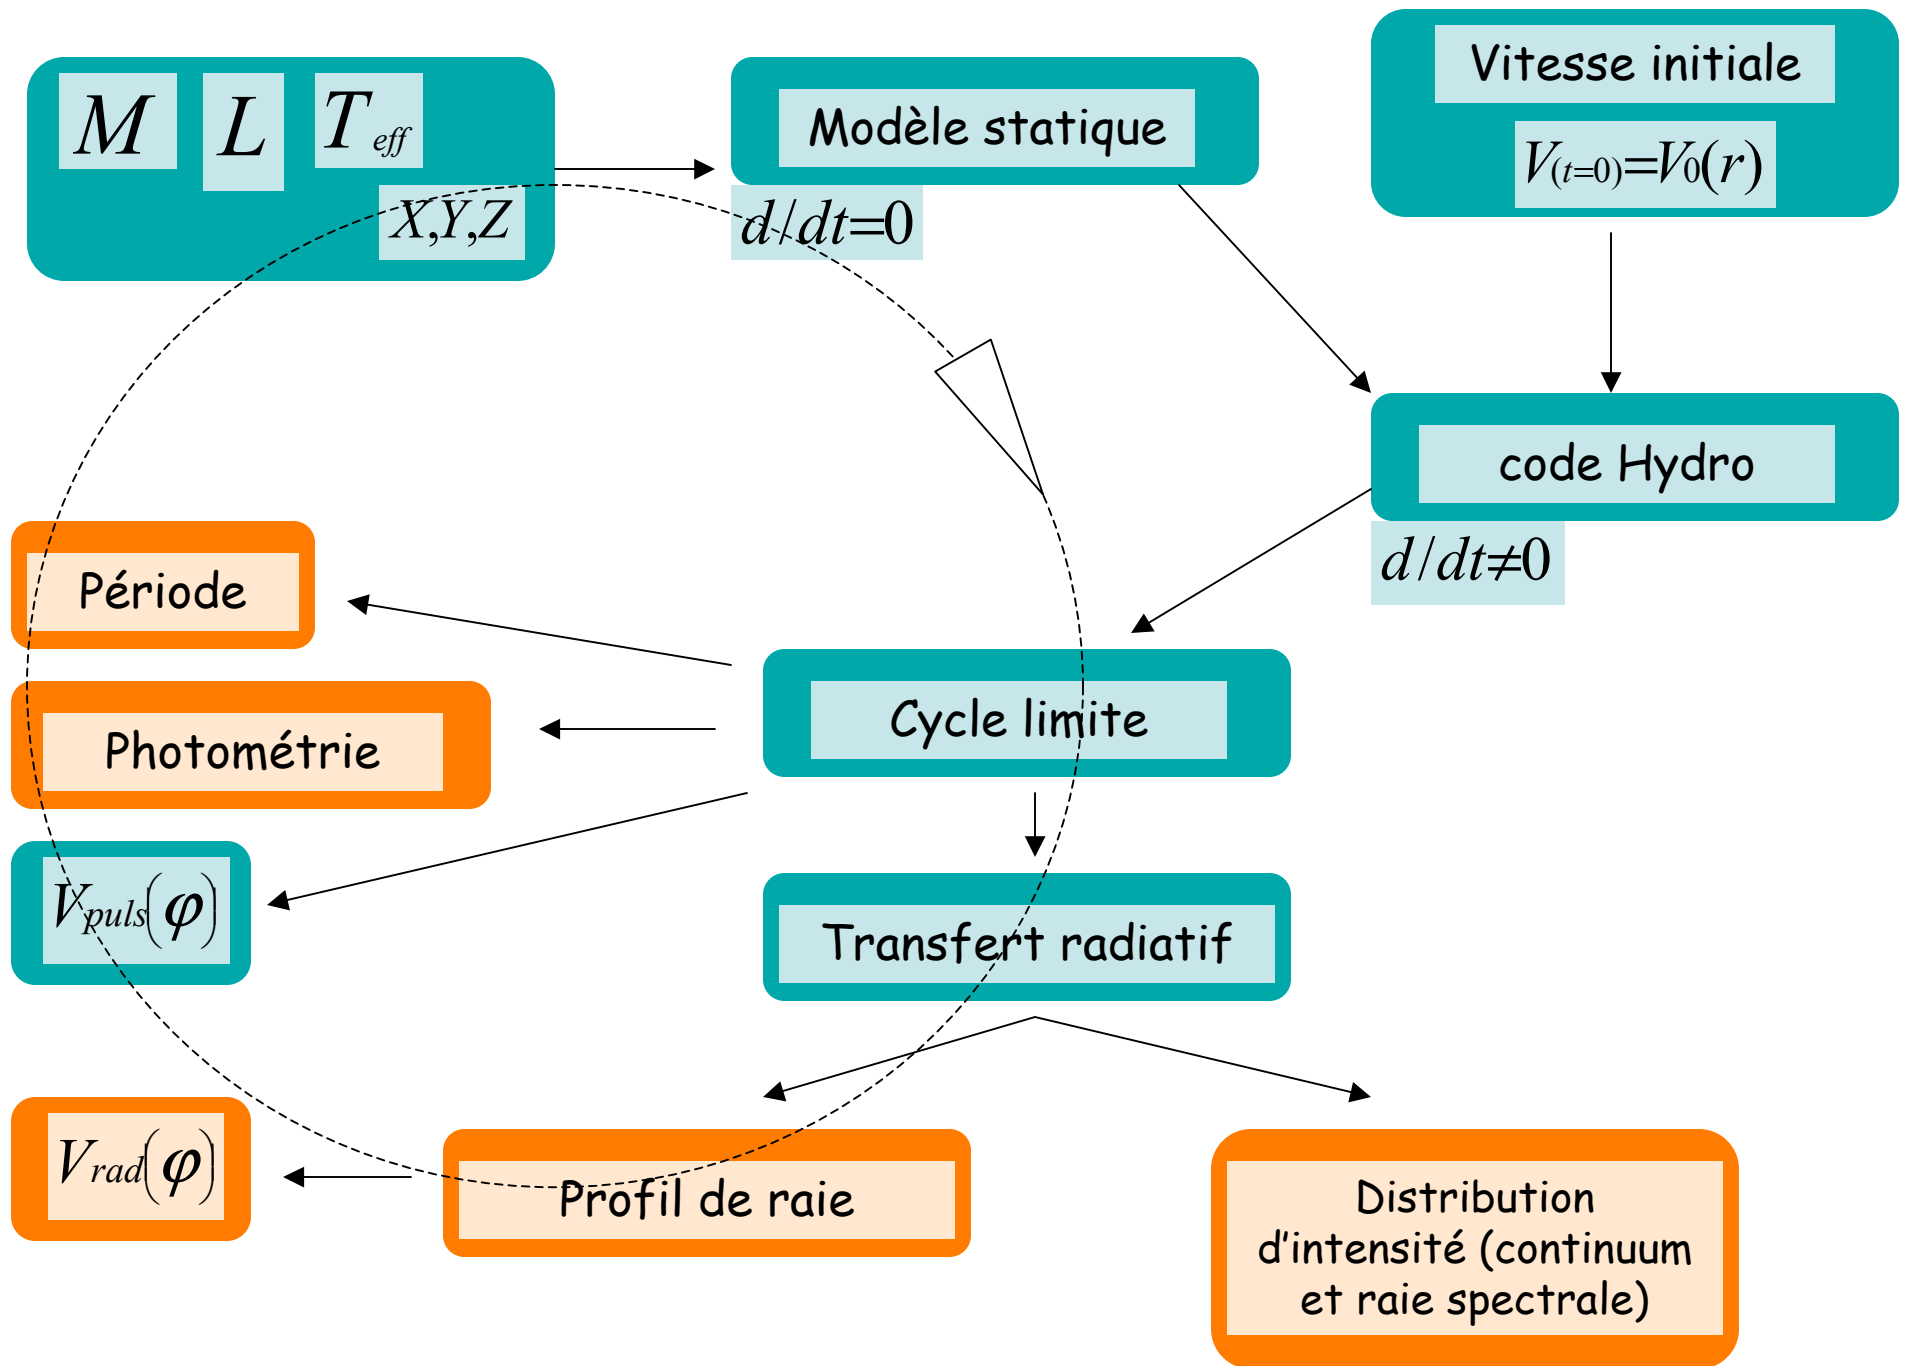 M L T eff
X,Y,Z
Modèle statique
d/dt=0
Vitesse initiale
V(t=0)=V0(r)
code Hydro
d/dt≠0
Cycle limite
Période
Photométrie
Vpuls(φ)
Transfert radiatif
Vrad(φ)
Profil de raie
Distribution
d'intensité (continuum
et raie spectrale)